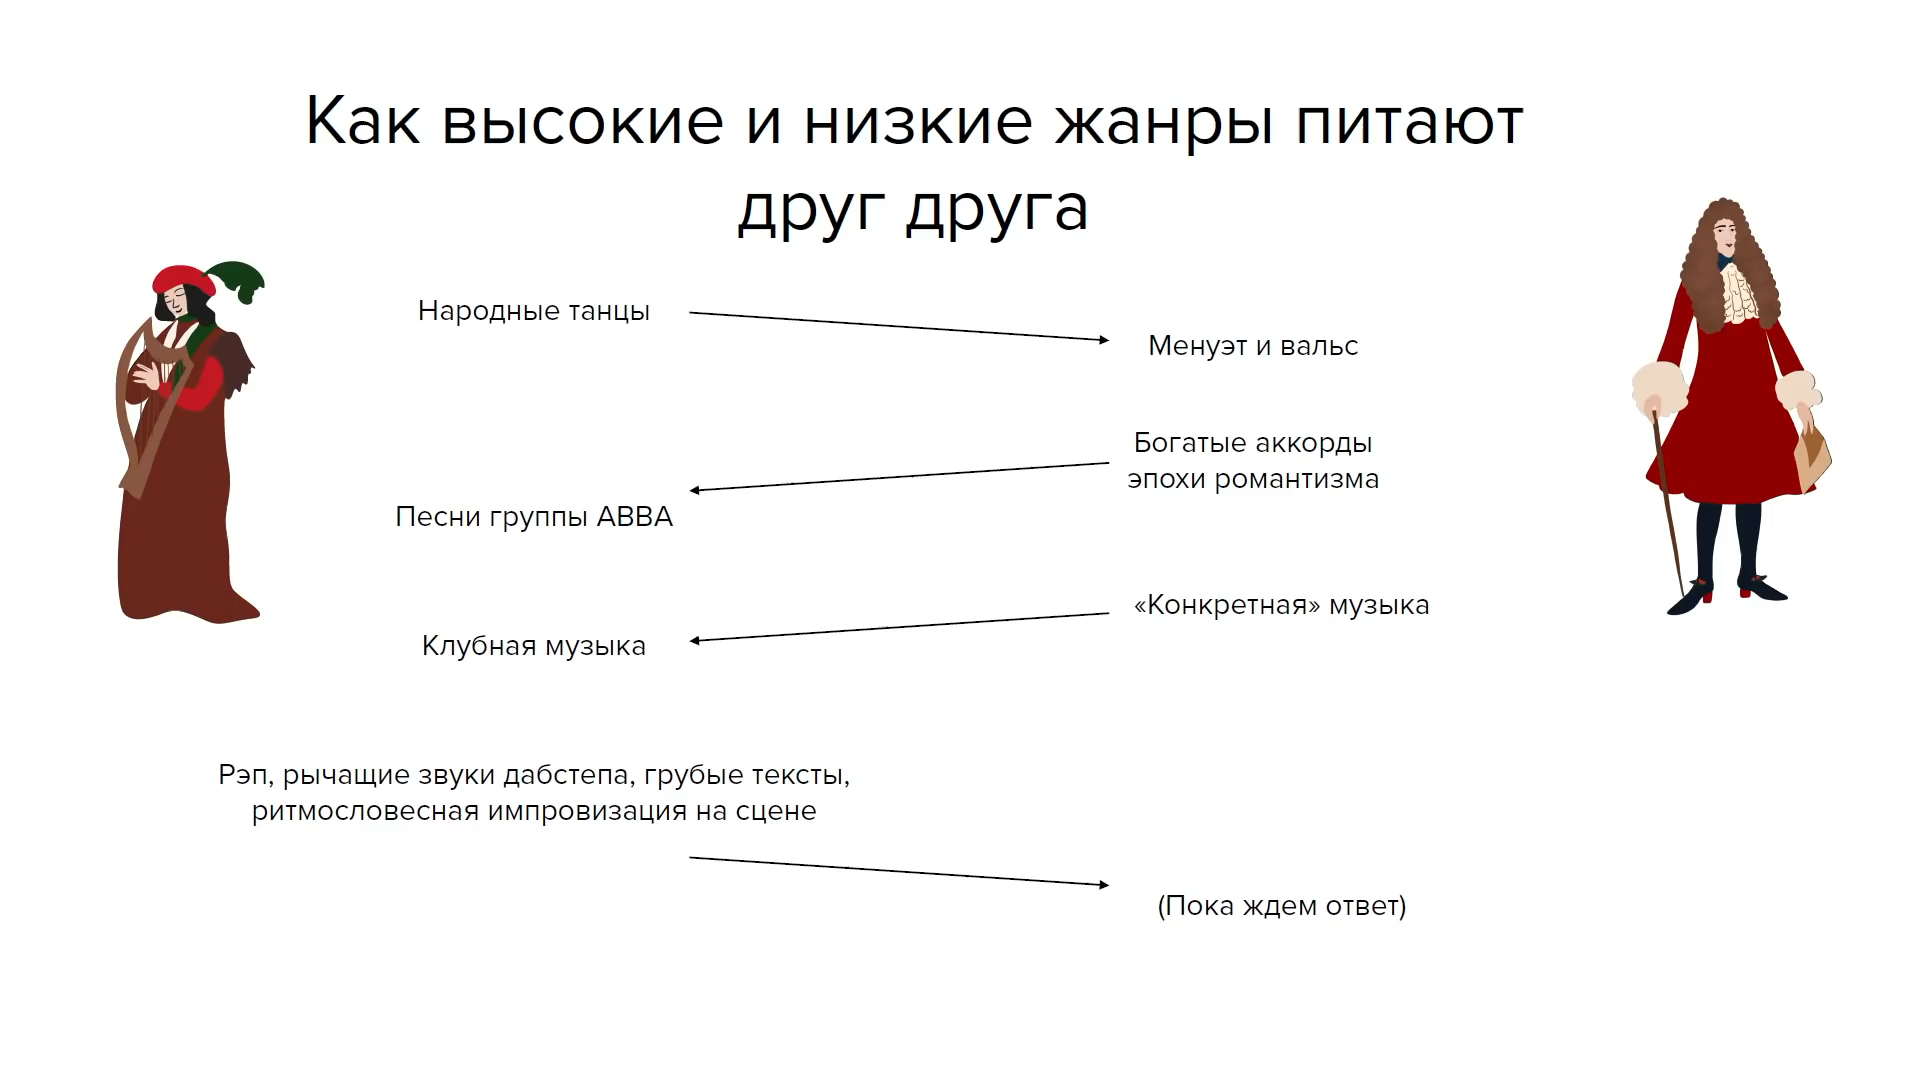 Как высокие и низкие жанры питают
друг друга
Народные танцы
Менуэт и вальс
Богатые аккорды
эпохи романтизма
Песни группы ABBA
«Конкретная» музыка
Клубная музыка
Рэп, рычащие звуки дабстепа, грубые тексты,
ритмословесная импровизация на сцене
(Пока ждем ответ)